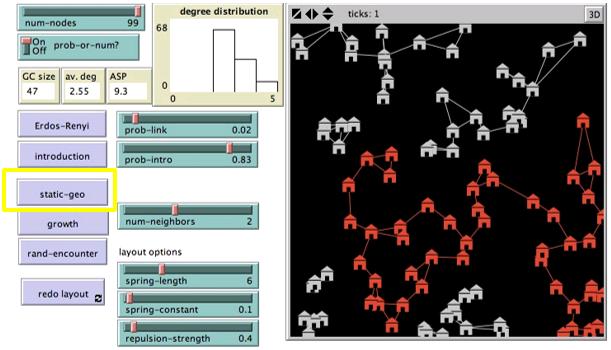 num-nodes 99
On
Off prob-or-num?
GC size
47
av. deg
2.55
ASP
9.3
degree distribution
68
0
0 5
ticks: 1
3D
Erdos-Renyi
introduction
static-geo
growth
rand-encounter
redo layout
prob-link 0.02
prob-intro 0.83
num-neighbors 2
layout options
spring-length 6
spring-constant 0.1
repulsion-strength 0.4